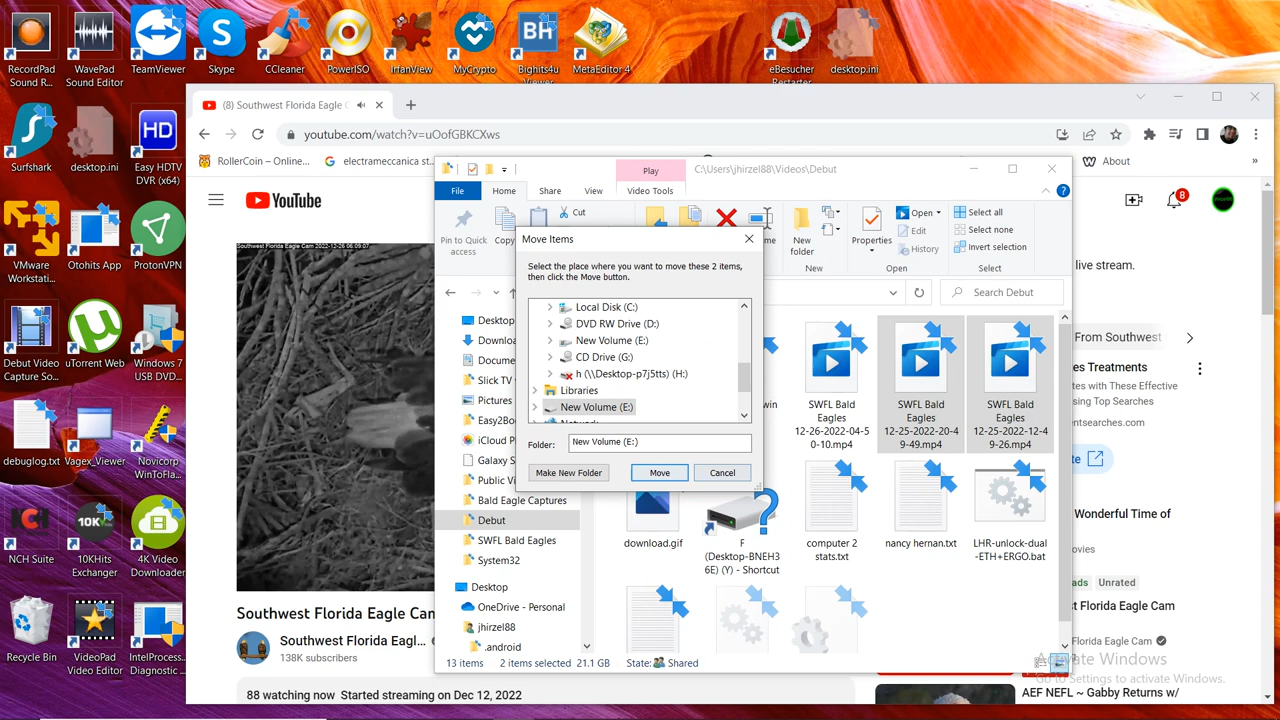 RecordPad
Sound R...
WavePad
Sound Editor
TeamViewer
Skype
CCleaner
PowerISO
IrfanView
MyCrypto
BH
Bighits4u
Viewer
MetaEditor 4
eBesucher
Restarter
desktop.ini
Surfshark
desktop.ini
HD
Easy HDTV
DVR (x64)
VMware
Workstati...
Otohits App
ProtonVPN
Debut Video
Capture So...
uTorrent Web
Windows 7
USB DVD...
debuglog.txt
Vagex_Viewer
Novicorp
WinToFla...
NCH
NCH Suite
10K
10KHits
Exchanger
4K Video
Downloader
Recycle Bin
VideoPad
Video Editor
IntelProcess...
Diagnostic ...
(8) Southwest Florida Eagle C
youtube.com/watch?v=uOofGBKCXws
RollerCoin – Online...
electrameccanica st...
About
YouTube
8
Southwest Florida Eagle Cam 2022-12-26 06:09:07
Southwest Florida Eagle Cam
Southwest Florida Eagl...
138K subscribers
88 watching now Started streaming on Dec 12, 2022
Play
C:\Users\jhirzel88\Videos\Debut
File
Home
Share
View
Video Tools
Pin to Quick
access
Copy
Cut
New
folder
New
Properties
Open
Edit
History
Open
Select all
Select none
Invert selection
Select
Search Debut
Desktop
Downloa
Docume
Slick TV
Pictures
Easy2Boo
iCloud P
Galaxy S
Public Vi
Bald Eagle Captures
Debut
SWFL Bald Eagles
System32
Desktop
OneDrive - Personal
jhirzel88
.android
Move Items
Select the place where you want to move these 2 items,
then click the Move button.
Local Disk (C:)
DVD RW Drive (D:)
New Volume (E:)
CD Drive (G:)
h (\\Desktop-p7j5tts) (H:)
Libraries
New Volume (E:)
Folder:
New Volume (E:)
Make New Folder
Move
Cancel
SWFL Bald
Eagles
12-26-2022-04-5
0-10.mp4
SWFL Bald
Eagles
12-25-2022-20-4
9-49.mp4
SWFL Bald
Eagles
12-25-2022-12-4
9-26.mp4
download.gif
F
(Desktop-BNEH3
6E) (Y) - Shortcut
computer 2
stats.txt
nancy hernan.txt
LHR-unlock-dual
-ETH+ERGO.bat
13 items
2 items selected 21.1 GB
State:
Shared
live stream.
From Southwest
es Treatments
tes with These Effective
op Searches
entsearches.com
te
Wonderful Time of
ovies
ads
Unrated
t Florida Eagle Cam
lorida Eagle Cam
Activate Windows
Go to Settings to activate Windows.
AEF NEFL ~ Gabby Returns w/